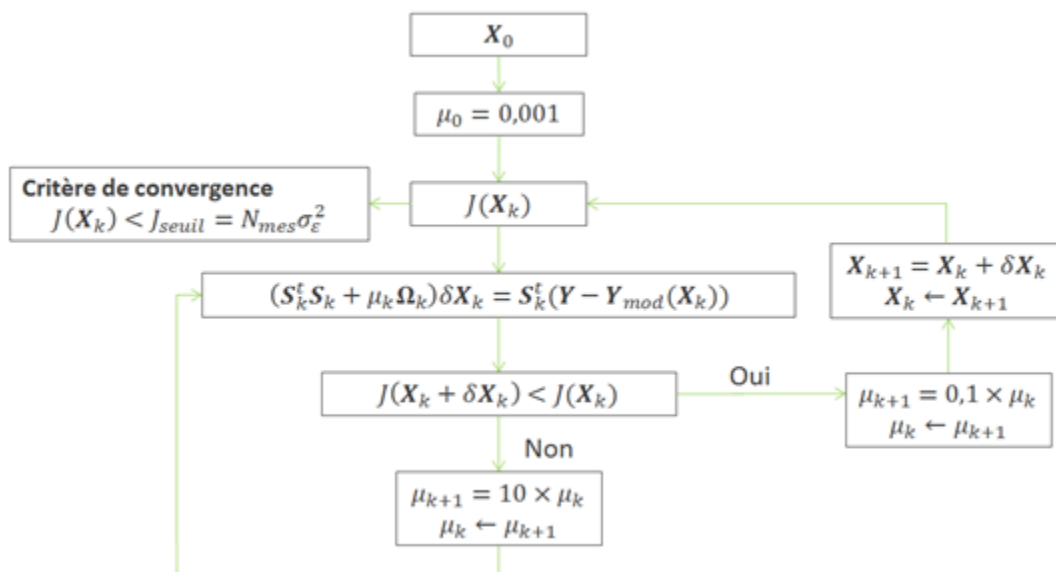 X₀
μ₀ = 0,001
Critère de convergence
J(Xₖ) < J_seuil = N_mes σ_ε²
J(Xₖ)
(Sₖᵗ Sₖ + μₖ Ωₖ)δXₖ = Sₖᵗ (Y − Y_mod(Xₖ))
Xₖ₊₁ = Xₖ + δXₖ
Xₖ ← Xₖ₊₁
J(Xₖ + δXₖ) < J(Xₖ)
Oui
μₖ₊₁ = 0,1 × μₖ
μₖ ← μₖ₊₁
Non
μₖ₊₁ = 10 × μₖ
μₖ ← μₖ₊₁